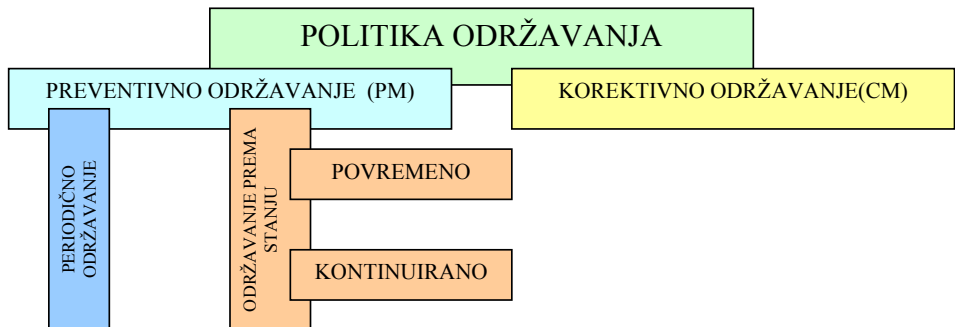 POLITIKA ODRŽAVANJA
PREVENTIVNO ODRŽAVANJE (PM)
KOREKTIVNO ODRŽAVANJE(CM)
PERIODIČNO
ODRŽAVANJE
ODRŽAVANJE PREMA
STANJU
POVREMENO
KONTINUIRANO